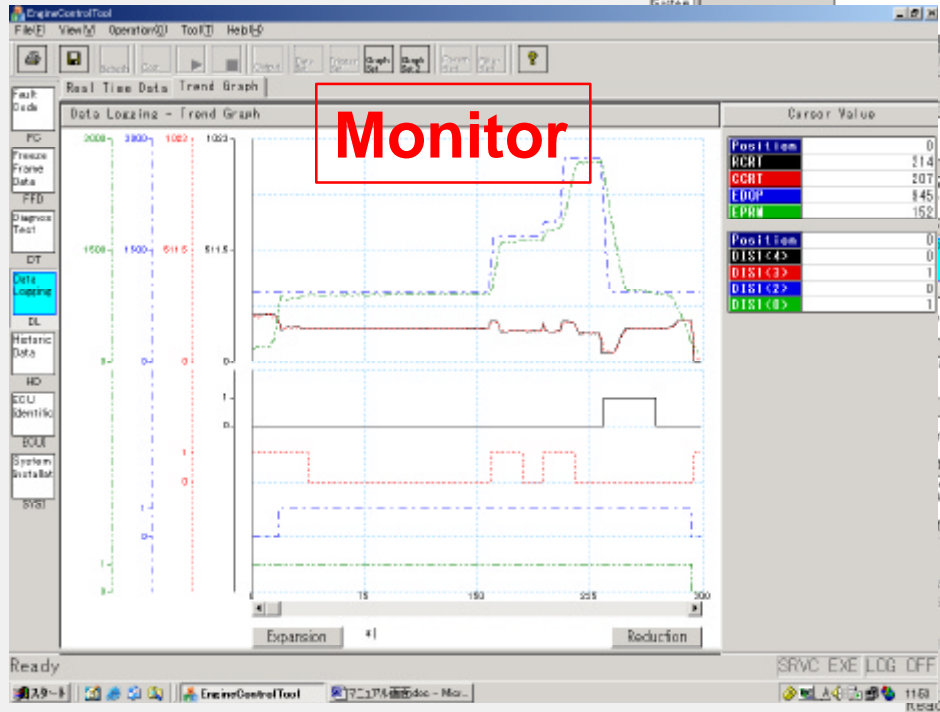 EngineControlTool
File(F) View(V) Operation(O) Tool(T) Help(H)
Graph Set
Graph Set.2
Real Time Data Trend Graph
Data Logging - Trend Graph
Monitor
Cursor Value
Fault Code
FC
Freeze Frame Data
FFD
Diagnos Test
DT
Data Logging
DL
Historic Data
HD
ECU Identific
ECUI
System Installat
SYSI
3000 3000 1023 1023
1500 1500 511.5 511.5
0 0 0 0
1
0
1
0
1
0
1
0
0 75 150 225 300
Position 0
RCRT 214
CCRT 207
EDOP 845
EPRM 152
Position 0
DISI<4> 0
DISI<3> 1
DISI<2> 0
DISI<0> 1
Expansion *1 Reduction
Ready SRVC EXE LOG OFF
スタート EngineControlTool マニュアル画面doc - Micr... 11:53